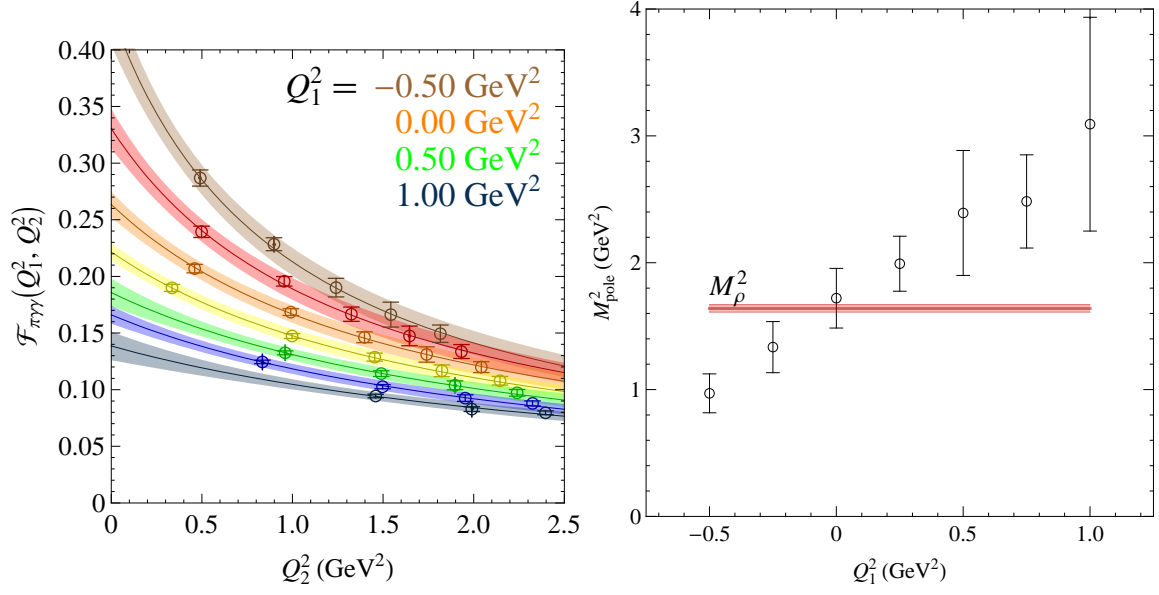 Q₁² = −0.50 GeV²
0.00 GeV²
0.50 GeV²
1.00 GeV²
0.40
0.35
0.30
0.25
0.20
0.15
0.10
0.05
0
0 0.5 1.0 1.5 2.0 2.5
Q₂² (GeV²)
ℱπγγ(Q₁², Q₂²)
4
3
2
1
0
M²pole (GeV²)
Mρ²
−0.5 0 0.5 1.0
Q₁² (GeV²)